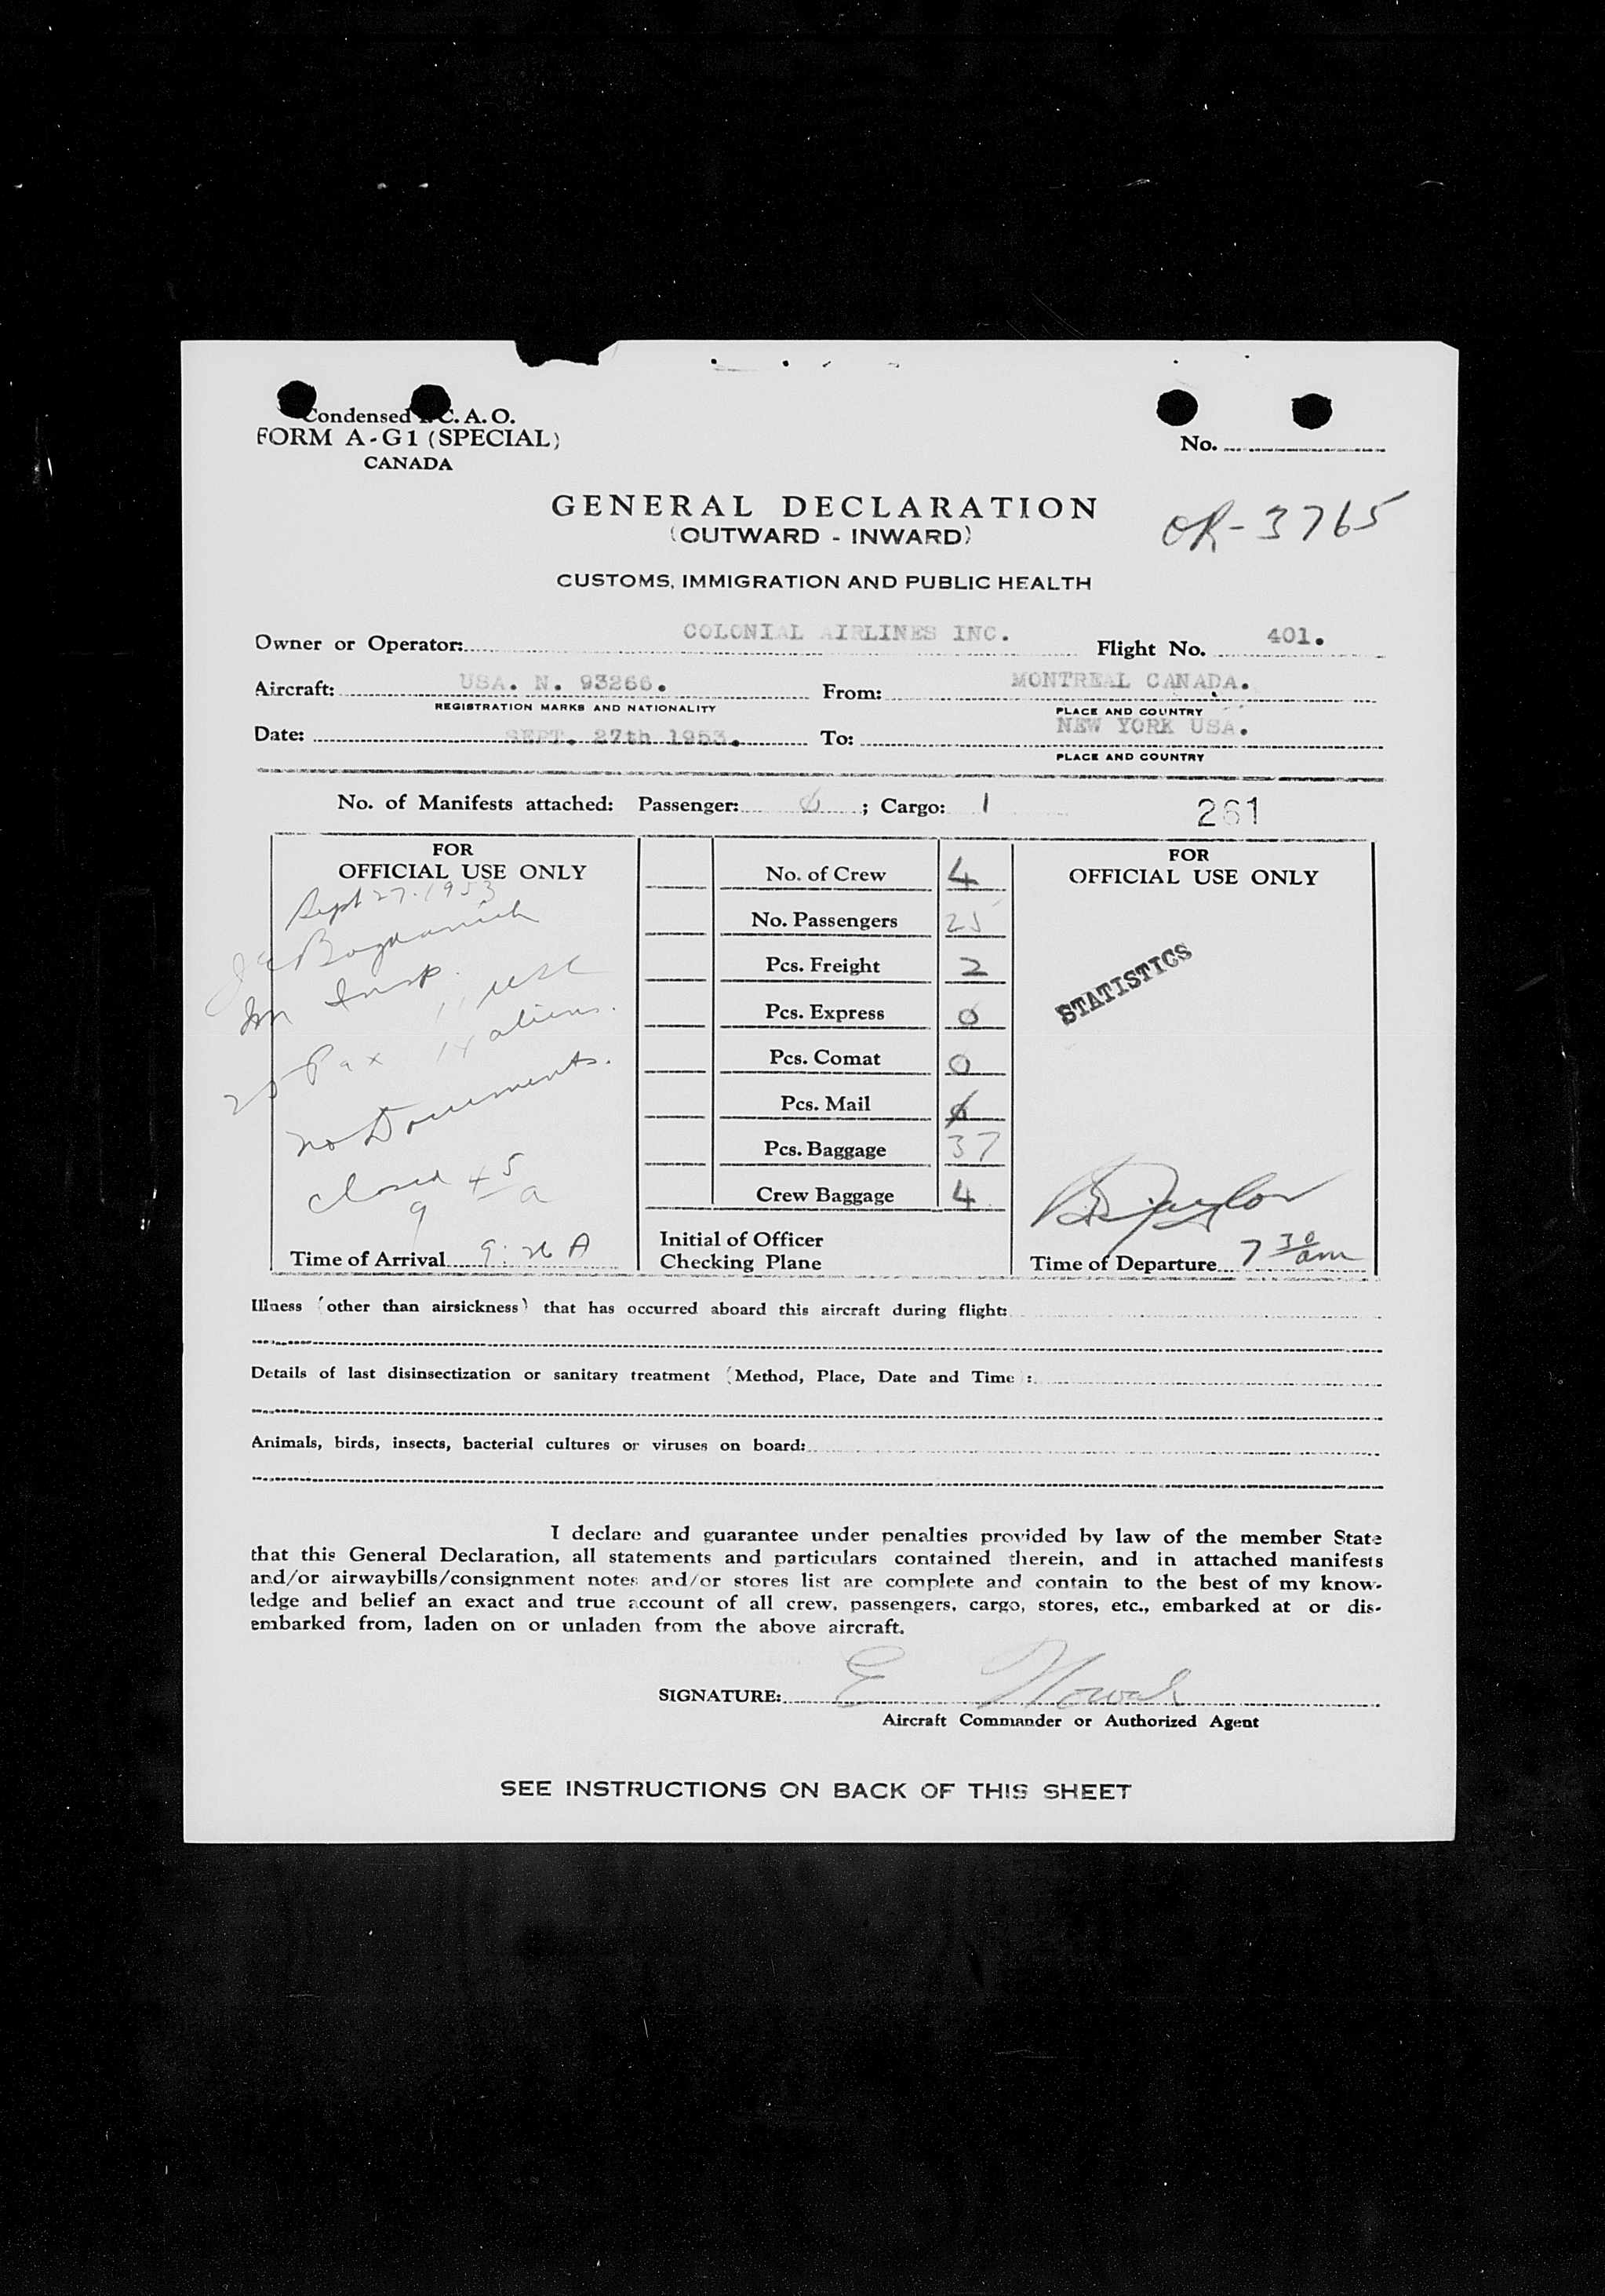 Condensed C. A. O.
FORM A-G1 (SPECIAL)
CANADA
No.
GENERAL DECLARATION
(OUTWARD - INWARD)
OR-3765
CUSTOMS, IMMIGRATION AND PUBLIC HEALTH
Owner or Operator: COLONIAL AIRLINES INC. Flight No. 401.
Aircraft: USA. N. 93266. From: MONTREAL CANADA.
REGISTRATION MARKS AND NATIONALITY PLACE AND COUNTRY
Date: SEPT. 27th 1953. To: NEW YORK USA.
PLACE AND COUNTRY
No. of Manifests attached: Passenger: 0 ; Cargo: 1 261
FOR
OFFICIAL USE ONLY
Sept 27. 1953
Insp.
11 usc
25 Pax 14 aliens.
no Documents.
closed 9 45 a
Time of Arrival 9:26 A
No. of Crew 4
No. Passengers 25
Pcs. Freight 2
Pcs. Express 0
Pcs. Comat 0
Pcs. Mail 0
Pcs. Baggage 37
Crew Baggage 4
Initial of Officer
Checking Plane
FOR
OFFICIAL USE ONLY
STATISTICS
Taylor
Time of Departure 7 30 am
Illness (other than airsickness) that has occurred aboard this aircraft during flight:
Details of last disinsectization or sanitary treatment (Method, Place, Date and Time):
Animals, birds, insects, bacterial cultures or viruses on board:
I declare and guarantee under penalties provided by law of the member State
that this General Declaration, all statements and particulars contained therein, and in attached manifests
and/or airwaybills/consignment notes and/or stores list are complete and contain to the best of my know-
ledge and belief an exact and true account of all crew, passengers, cargo, stores, etc., embarked at or dis-
embarked from, laden on or unladen from the above aircraft.
SIGNATURE: E Nowak
Aircraft Commander or Authorized Agent
SEE INSTRUCTIONS ON BACK OF THIS SHEET